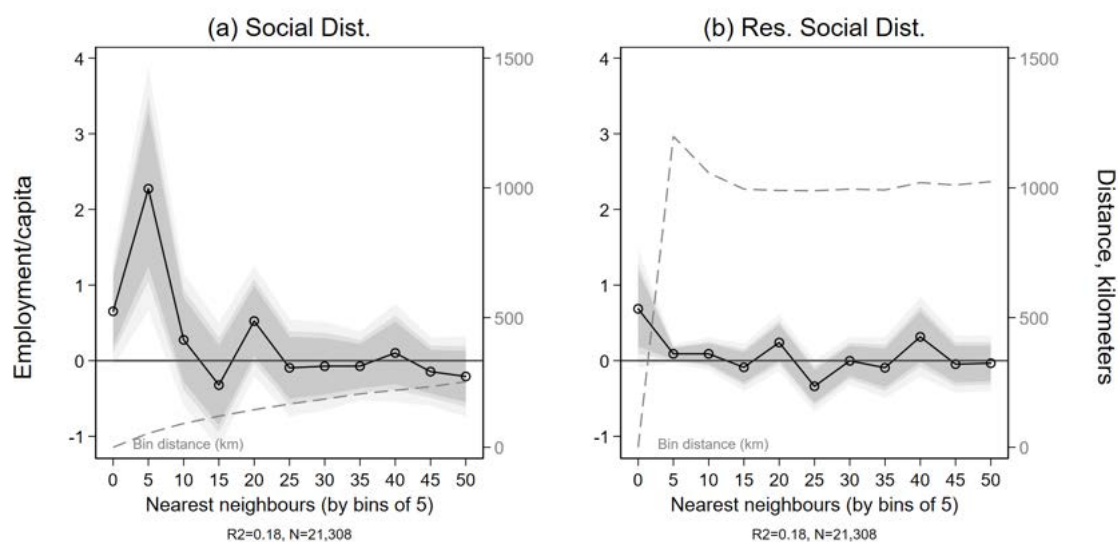 (a) Social Dist.
(b) Res. Social Dist.
Employment/capita
4
3
2
1
0
-1
1500
1000
500
0
Bin distance (km)
0 5 10 15 20 25 30 35 40 45 50
Nearest neighbours (by bins of 5)
R2=0.18, N=21,308
4
3
2
1
0
-1
1500
1000
500
0
Distance, kilometers
Bin distance (km)
0 5 10 15 20 25 30 35 40 45 50
Nearest neighbours (by bins of 5)
R2=0.18, N=21,308